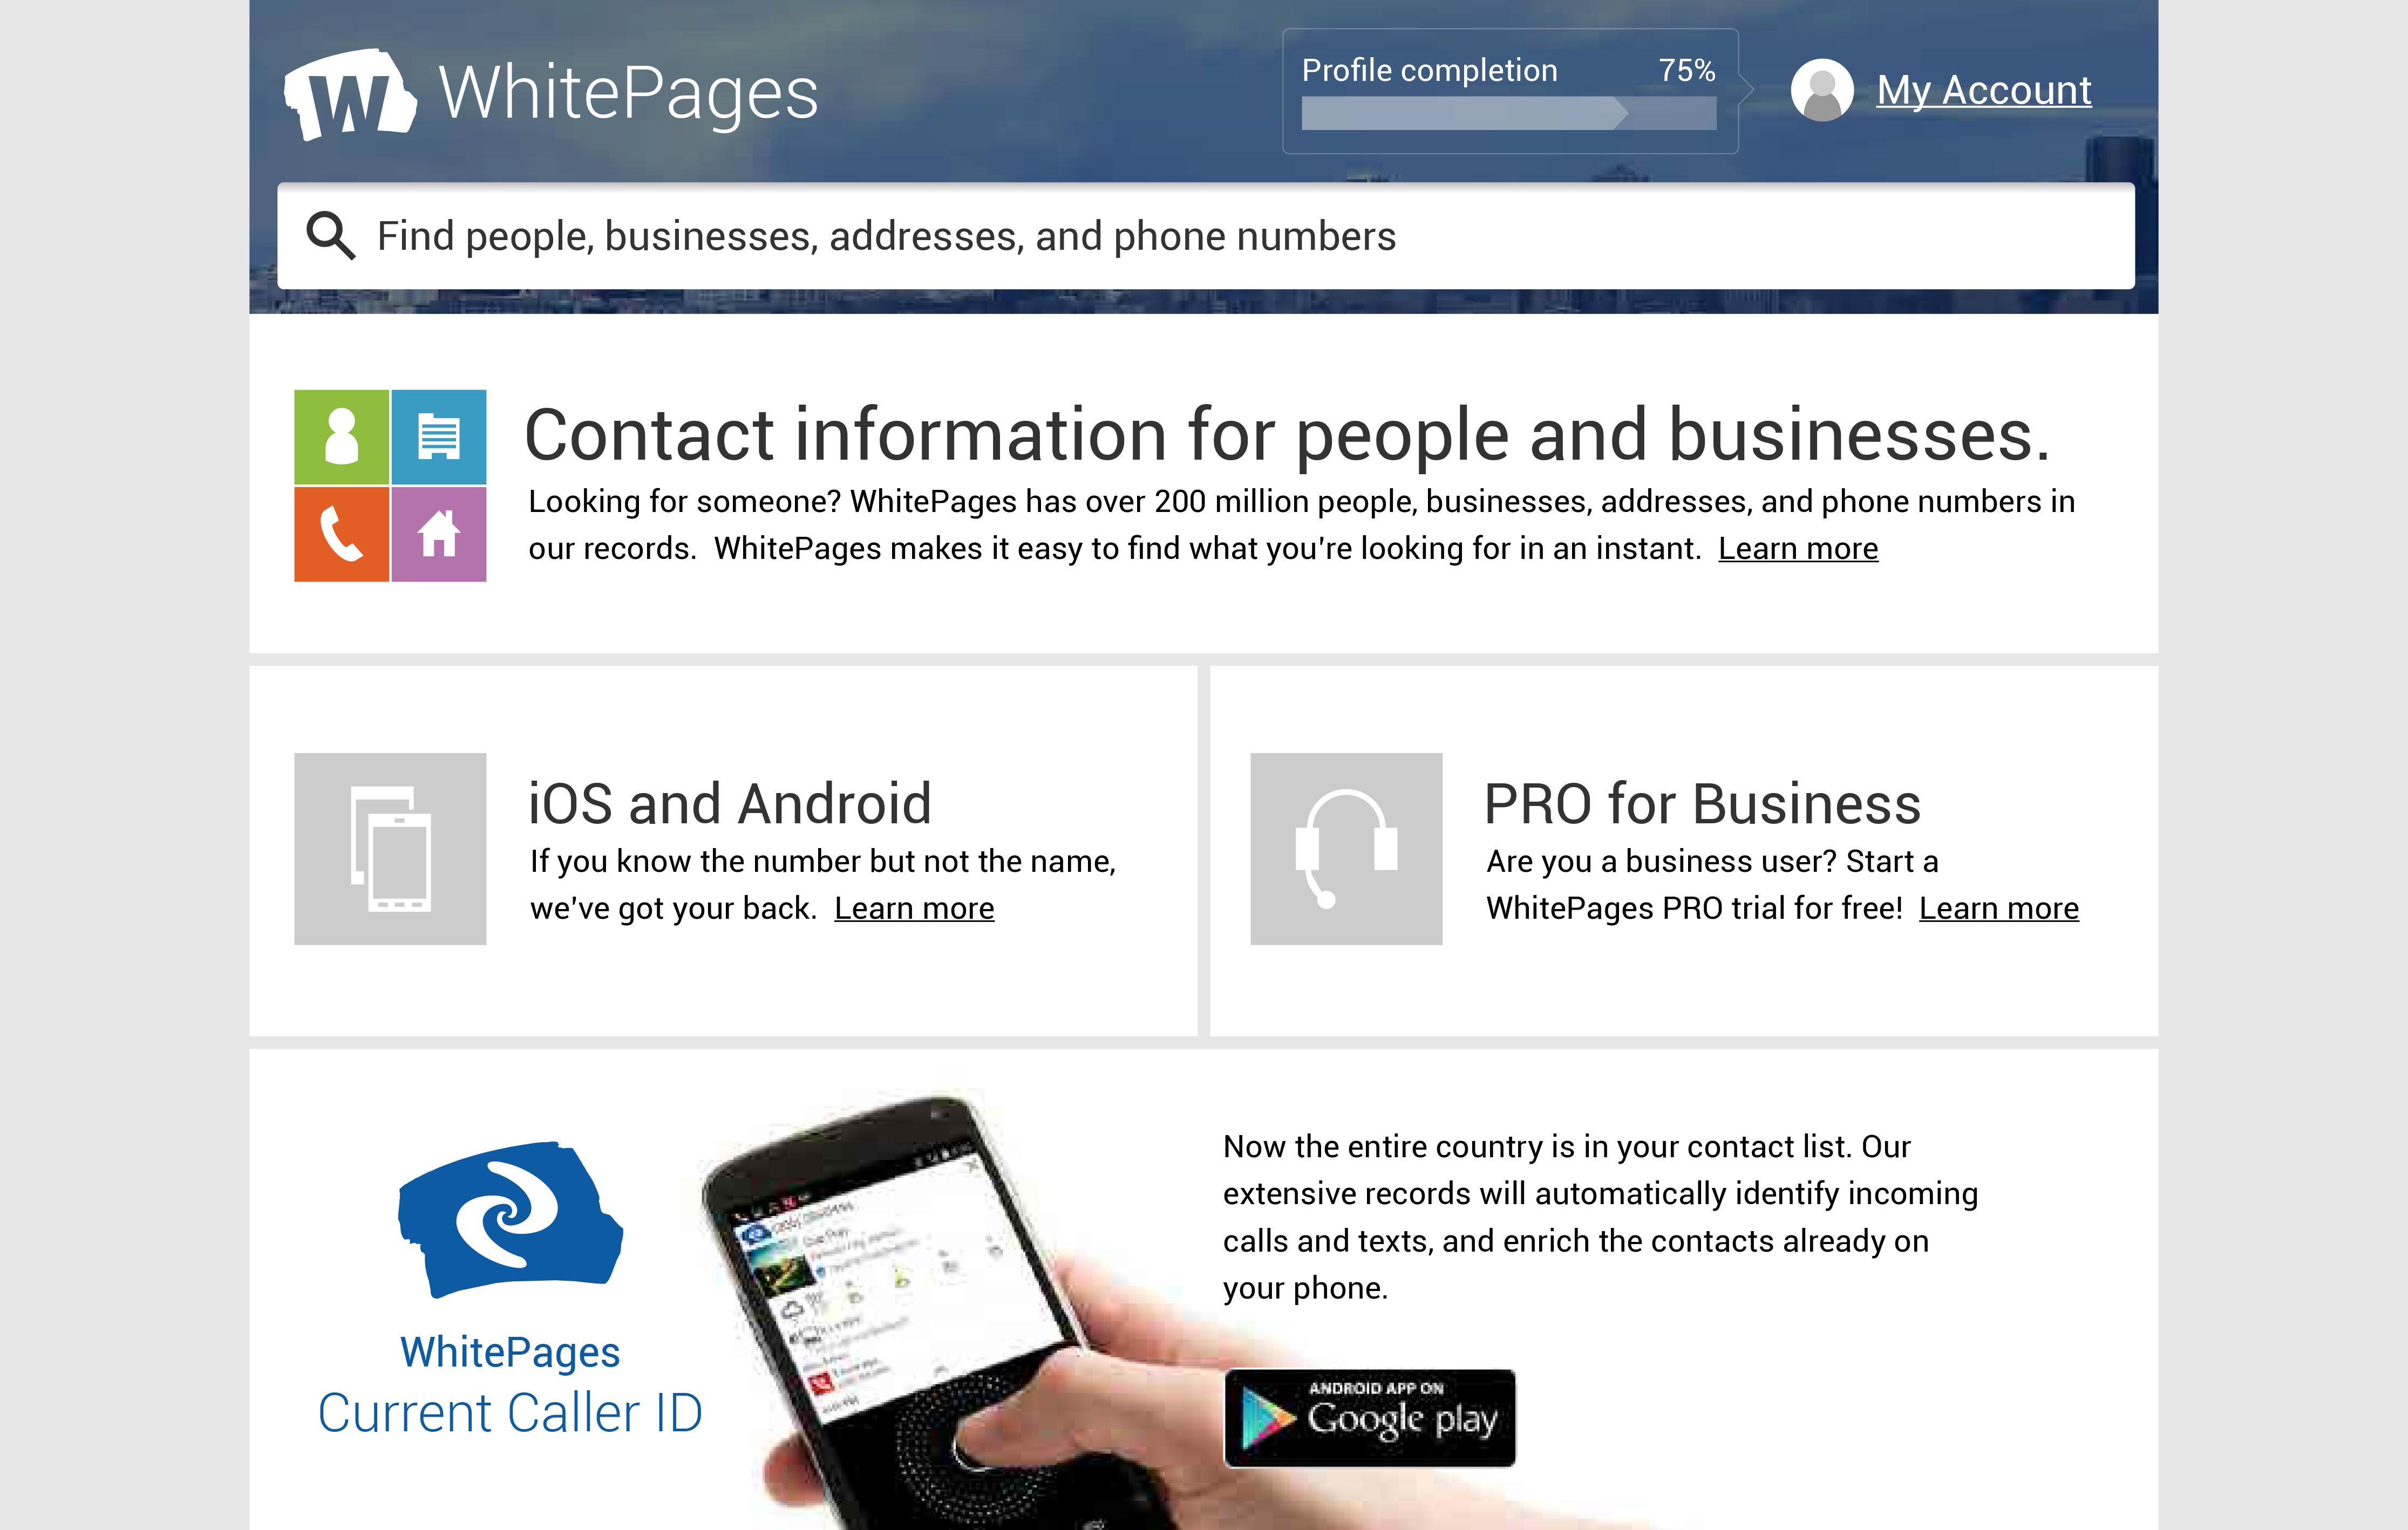 WhitePages
Profile completion 75%
My Account
Find people, businesses, addresses, and phone numbers
Contact information for people and businesses.
Looking for someone? WhitePages has over 200 million people, businesses, addresses, and phone numbers in
our records. WhitePages makes it easy to find what you're looking for in an instant. Learn more
iOS and Android
If you know the number but not the name,
we've got your back. Learn more
PRO for Business
Are you a business user? Start a
WhitePages PRO trial for free! Learn more
WhitePages
Current Caller ID
Now the entire country is in your contact list. Our
extensive records will automatically identify incoming
calls and texts, and enrich the contacts already on
your phone.
ANDROID APP ON
Google play